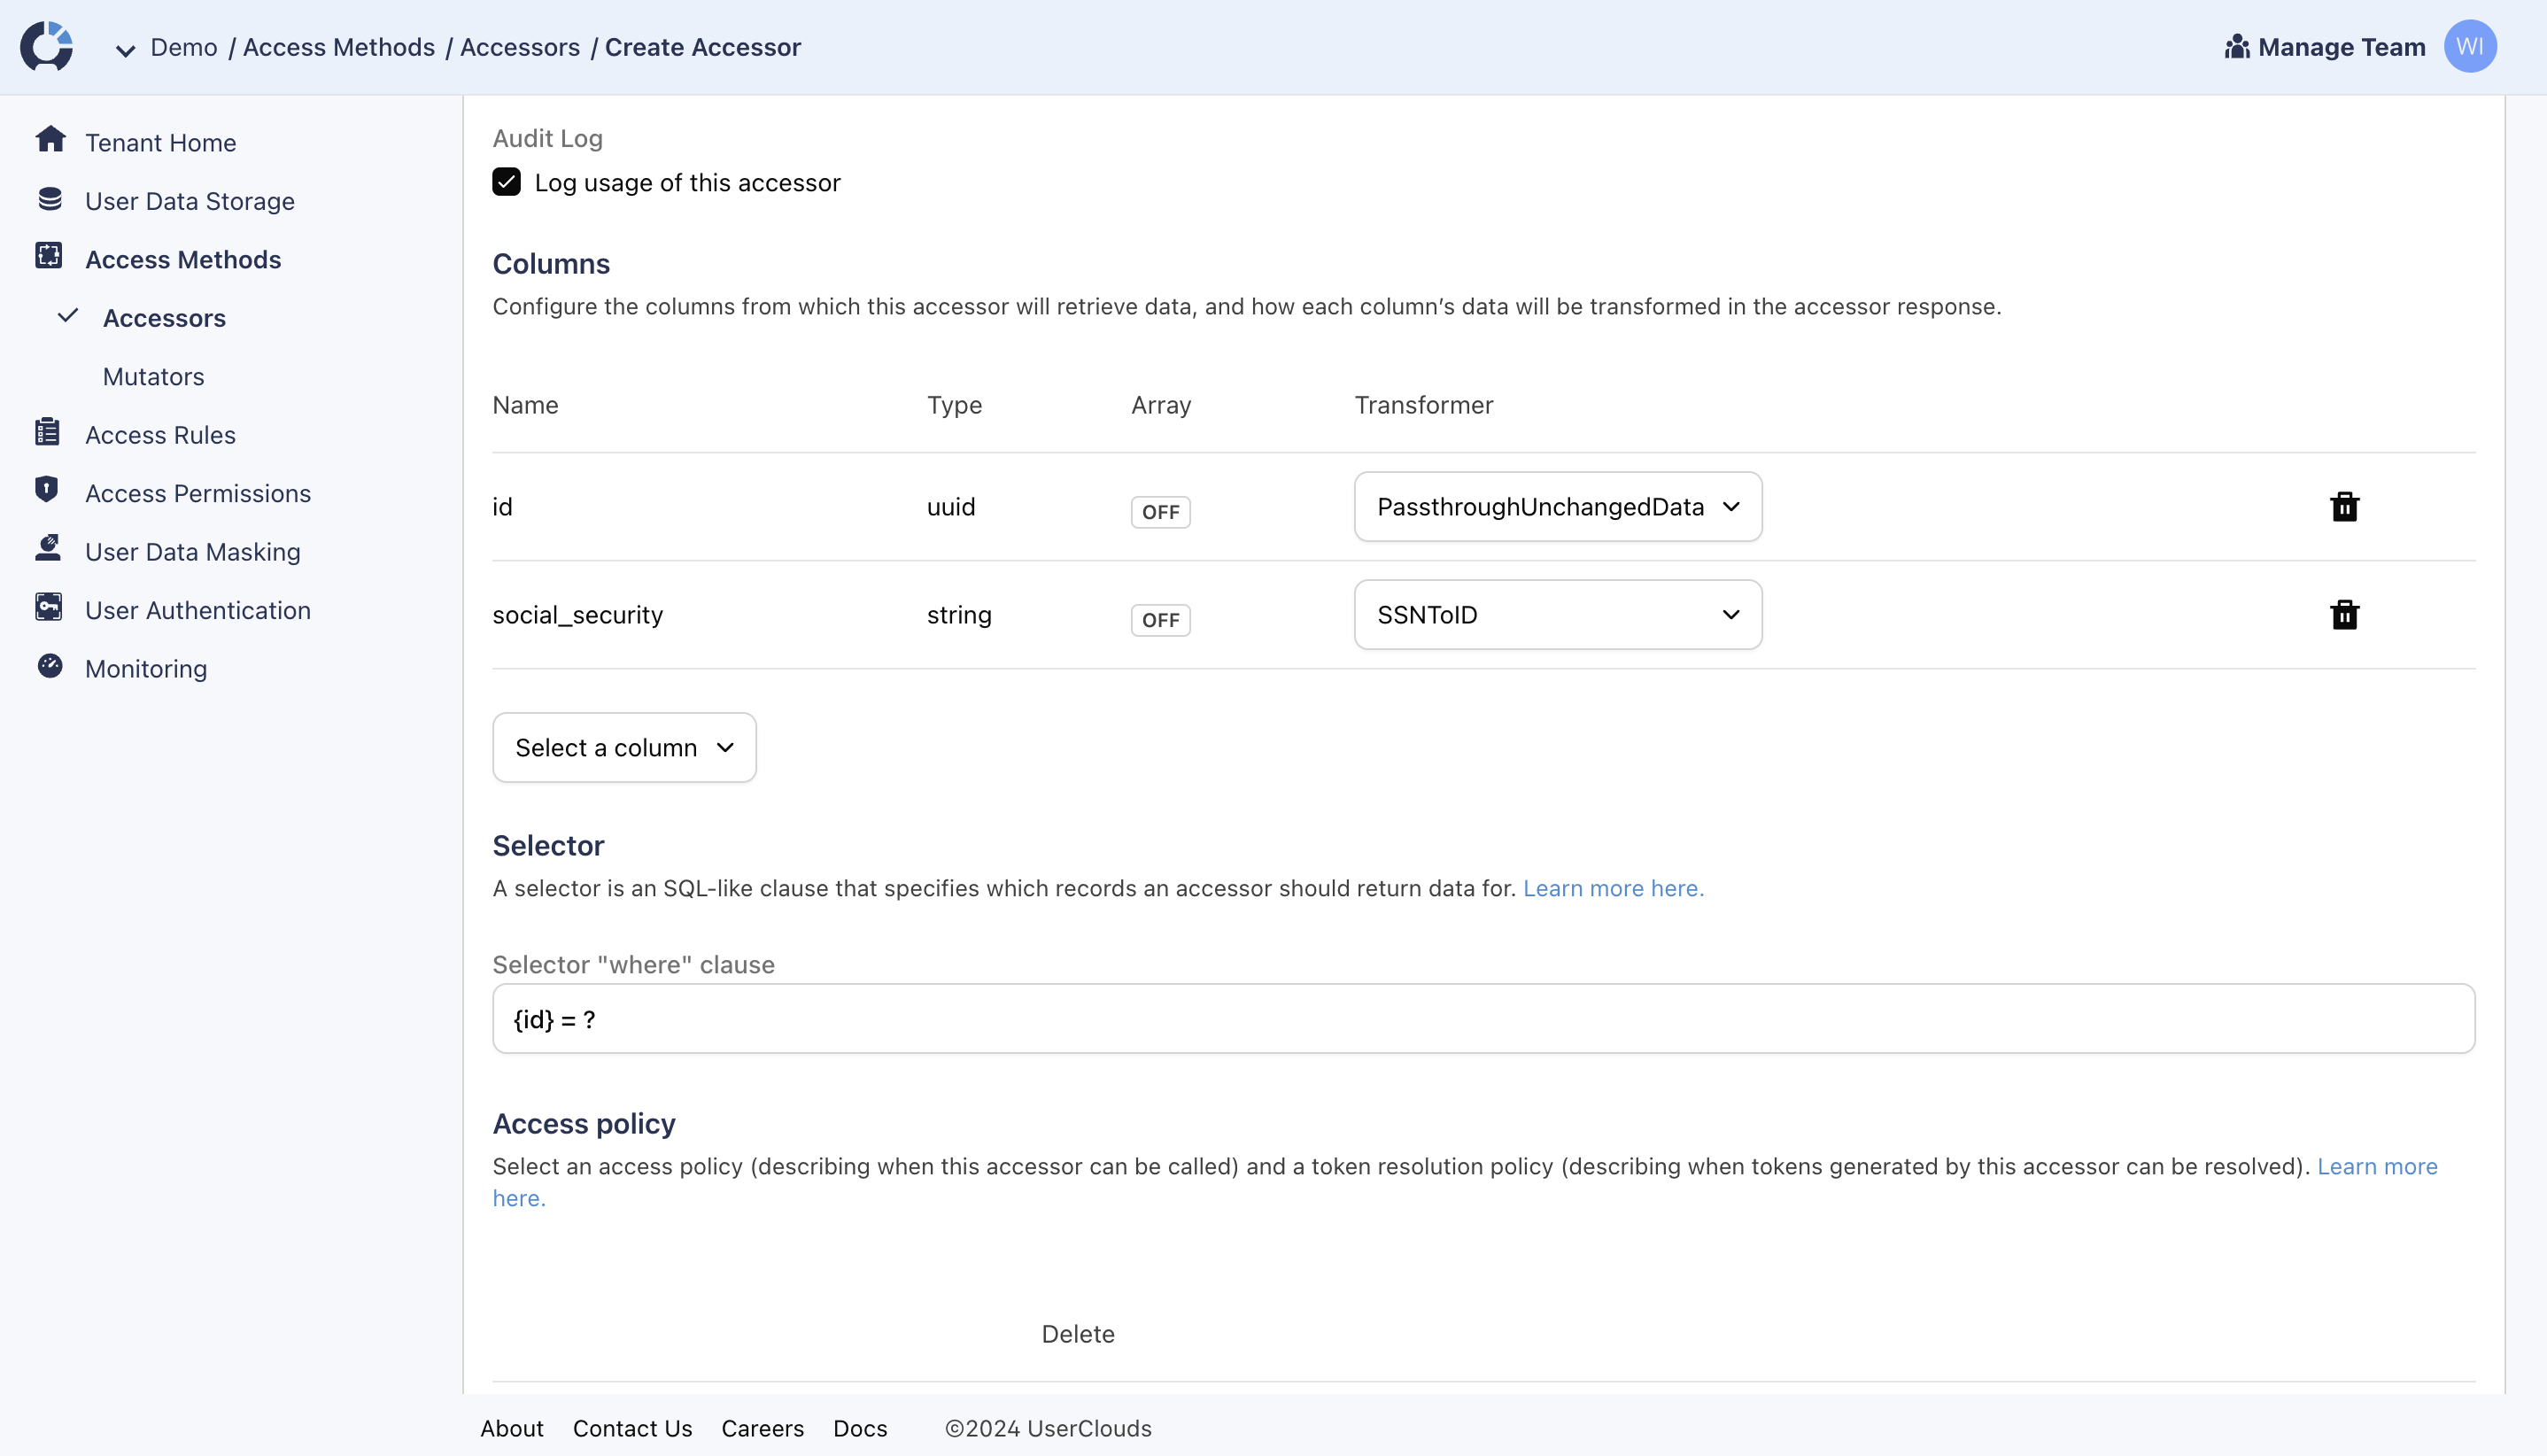 Demo / Access Methods / Accessors / Create Accessor
Manage Team
WI
Tenant Home
User Data Storage
Access Methods
Accessors
Mutators
Access Rules
Access Permissions
User Data Masking
User Authentication
Monitoring
Audit Log
Log usage of this accessor
Columns
Configure the columns from which this accessor will retrieve data, and how each column’s data will be transformed in the accessor response.
Name Type Array Transformer
id uuid OFF PassthroughUnchangedData
social_security string OFF SSNToID
Select a column
Selector
A selector is an SQL-like clause that specifies which records an accessor should return data for. Learn more here.
Selector "where" clause
{id} = ?
Access policy
Select an access policy (describing when this accessor can be called) and a token resolution policy (describing when tokens generated by this accessor can be resolved). Learn more
here.
Delete
About Contact Us Careers Docs ©2024 UserClouds